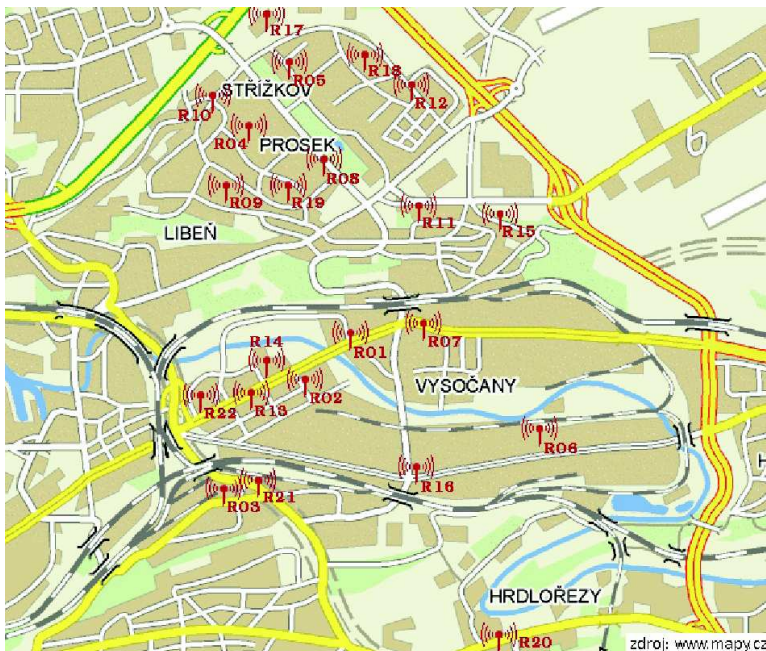 R17
R18
R05
STŘÍŽKOV
R12
R10
R04
PROSEK
R08
R09
R19
R11
R15
LIBEŇ
R14
R01
R07
VYSOČANY
R22
R13
R02
R06
R16
R21
R03
H
HRDLOŘEZY
R20
zdroj: www.mapy.cz